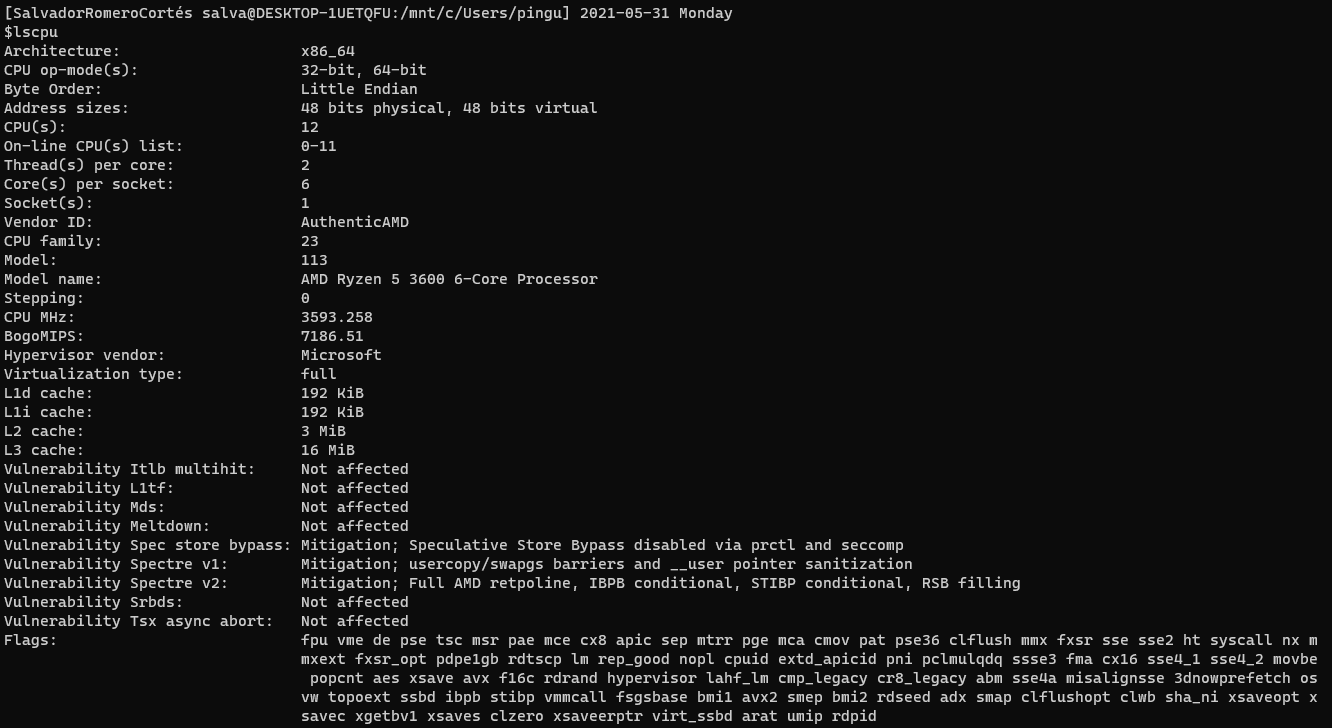 [SalvadorRomeroCortés salva@DESKTOP-1UETQFU:/mnt/c/Users/pingu] 2021-05-31 Monday
$lscpu
Architecture:                    x86_64
CPU op-mode(s):                  32-bit, 64-bit
Byte Order:                      Little Endian
Address sizes:                   48 bits physical, 48 bits virtual
CPU(s):                          12
On-line CPU(s) list:             0-11
Thread(s) per core:              2
Core(s) per socket:              6
Socket(s):                       1
Vendor ID:                       AuthenticAMD
CPU family:                      23
Model:                           113
Model name:                      AMD Ryzen 5 3600 6-Core Processor
Stepping:                        0
CPU MHz:                         3593.258
BogoMIPS:                        7186.51
Hypervisor vendor:               Microsoft
Virtualization type:             full
L1d cache:                       192 KiB
L1i cache:                       192 KiB
L2 cache:                        3 MiB
L3 cache:                        16 MiB
Vulnerability Itlb multihit:     Not affected
Vulnerability L1tf:              Not affected
Vulnerability Mds:               Not affected
Vulnerability Meltdown:          Not affected
Vulnerability Spec store bypass: Mitigation; Speculative Store Bypass disabled via prctl and seccomp
Vulnerability Spectre v1:        Mitigation; usercopy/swapgs barriers and __user pointer sanitization
Vulnerability Spectre v2:        Mitigation; Full AMD retpoline, IBPB conditional, STIBP conditional, RSB filling
Vulnerability Srbds:             Not affected
Vulnerability Tsx async abort:   Not affected
Flags:                           fpu vme de pse tsc msr pae mce cx8 apic sep mtrr pge mca cmov pat pse36 clflush mmx fxsr sse sse2 ht syscall nx m
                                 mxext fxsr_opt pdpe1gb rdtscp lm rep_good nopl cpuid extd_apicid pni pclmulqdq ssse3 fma cx16 sse4_1 sse4_2 movbe
                                  popcnt aes xsave avx f16c rdrand hypervisor lahf_lm cmp_legacy cr8_legacy abm sse4a misalignsse 3dnowprefetch os
                                 vw topoext ssbd ibpb stibp vmmcall fsgsbase bmi1 avx2 smep bmi2 rdseed adx smap clflushopt clwb sha_ni xsaveopt x
                                 savec xgetbv1 xsaves clzero xsaveerptr virt_ssbd arat umip rdpid